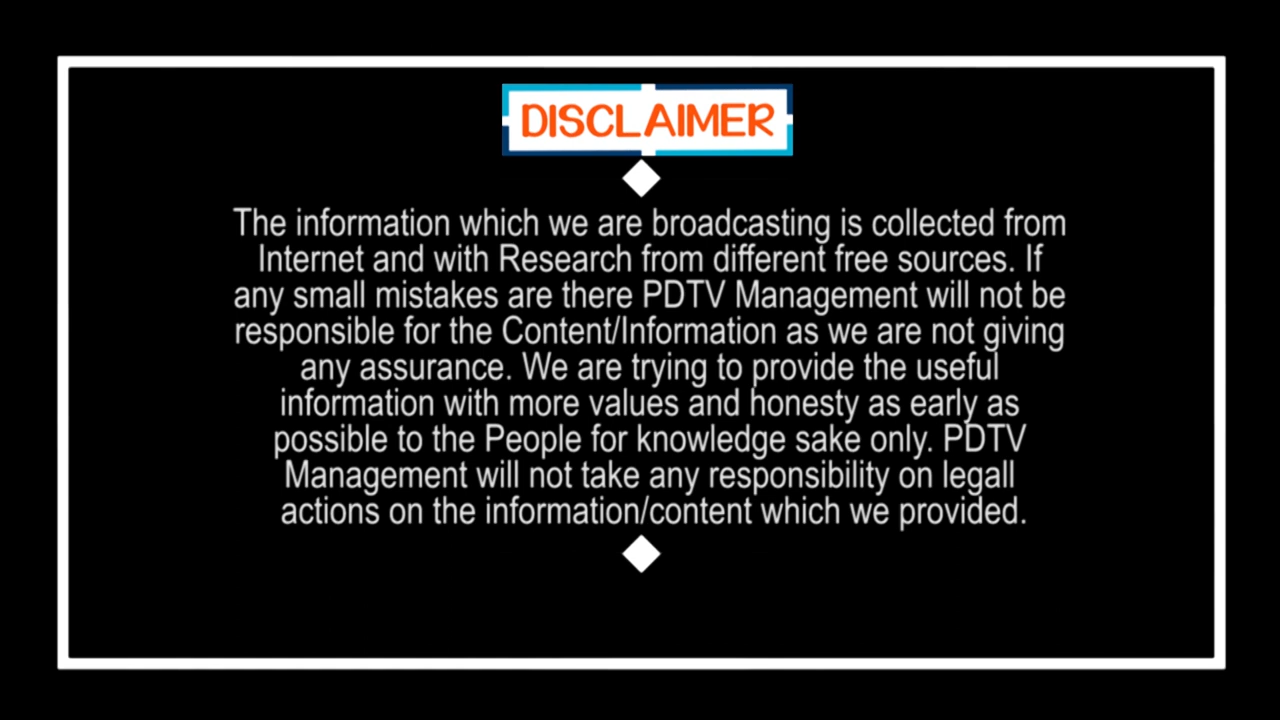 DISCLAIMER
The information which we are broadcasting is collected from
Internet and with Research from different free sources. If
any small mistakes are there PDTV Management will not be
responsible for the Content/Information as we are not giving
any assurance. We are trying to provide the useful
information with more values and honesty as early as
possible to the People for knowledge sake only. PDTV
Management will not take any responsibility on legall
actions on the information/content which we provided.